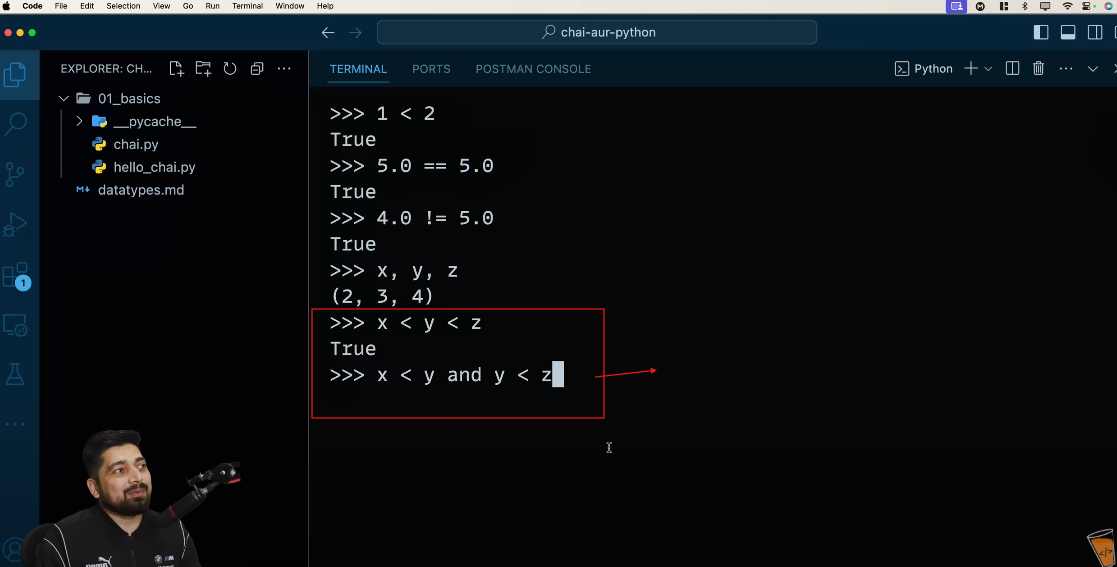 Code File Edit Selection View Go Run Terminal Window Help
chai-aur-python
EXPLORER: CH...
01_basics
__pycache__
chai.py
hello_chai.py
datatypes.md
1
TERMINAL PORTS POSTMAN CONSOLE
Python
>>> 1 < 2
True
>>> 5.0 == 5.0
True
>>> 4.0 != 5.0
True
>>> x, y, z
(2, 3, 4)
>>> x < y < z
True
>>> x < y and y < z
PUMA
M
</>